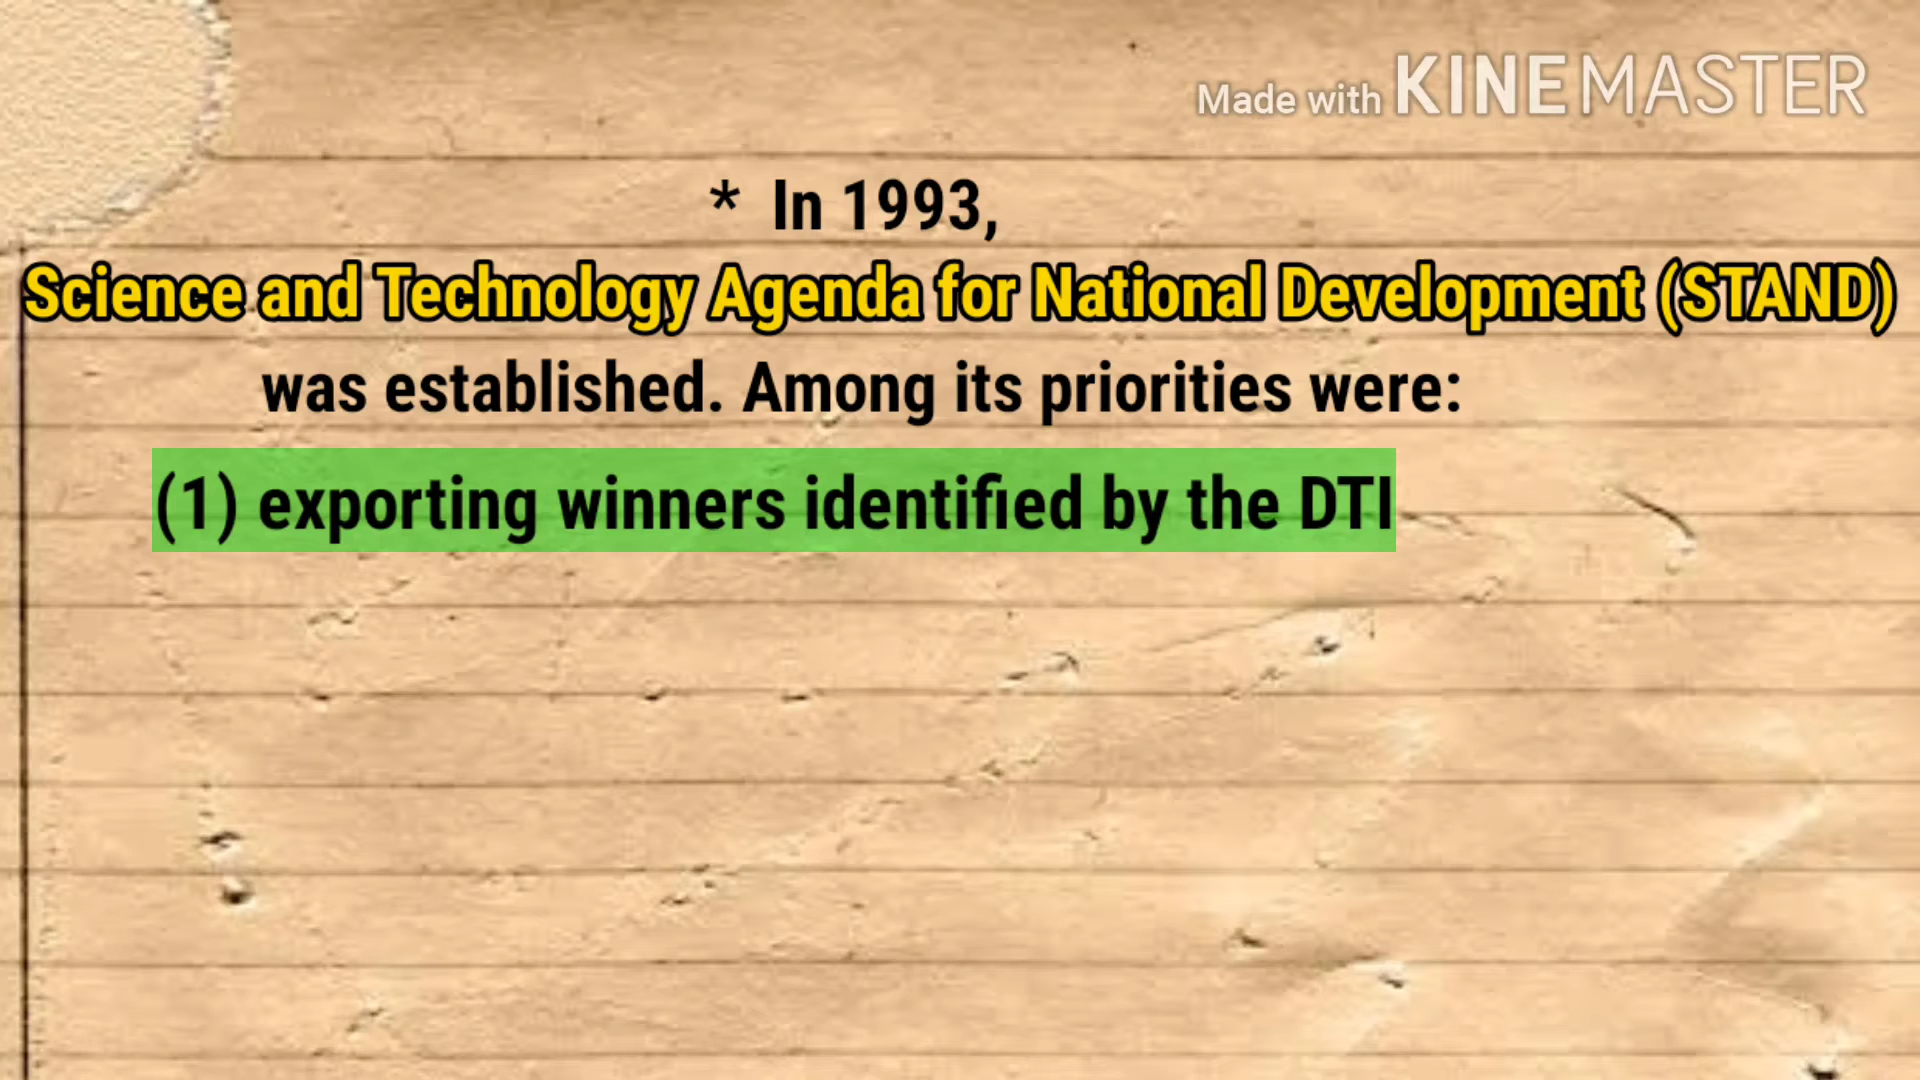 Made with KINEMASTER
* In 1993,
Science and Technology Agenda for National Development (STAND)
was established. Among its priorities were:
(1) exporting winners identified by the DTI